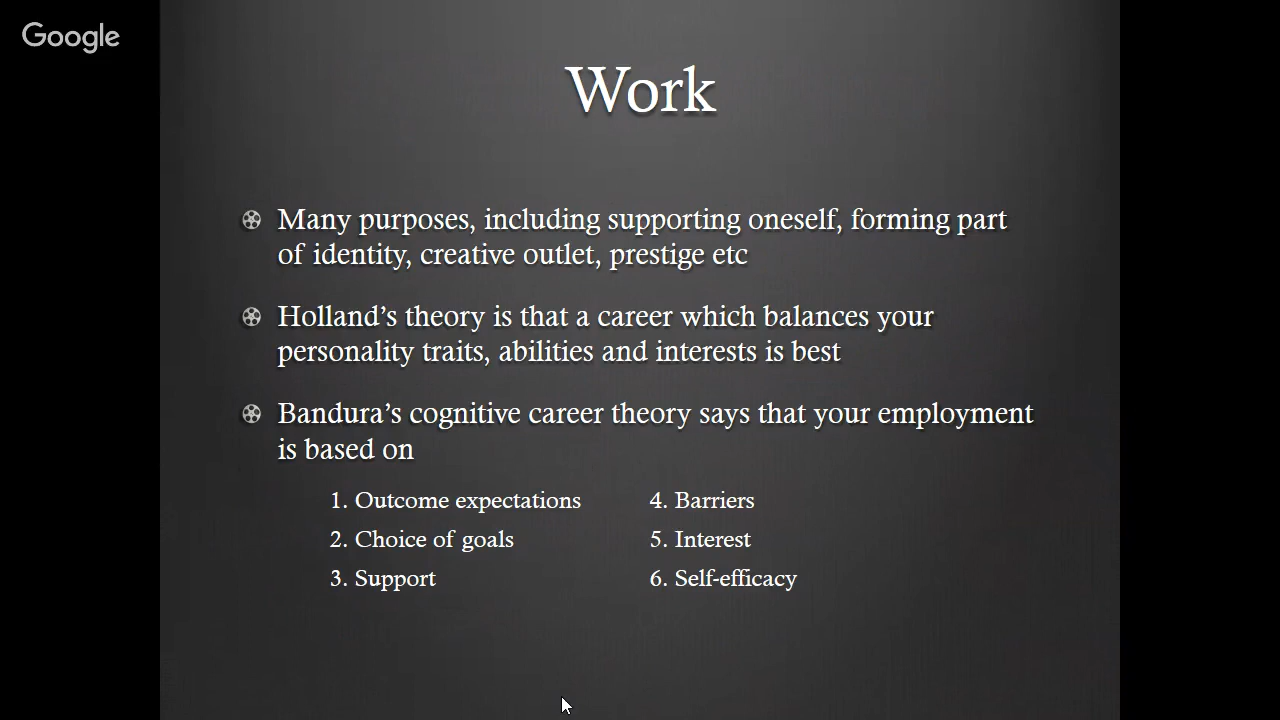 Google
Work
Many purposes, including supporting oneself, forming part
of identity, creative outlet, prestige etc
Holland's theory is that a career which balances your
personality traits, abilities and interests is best
Bandura's cognitive career theory says that your employment
is based on
1. Outcome expectations
2. Choice of goals
3. Support
4. Barriers
5. Interest
6. Self-efficacy